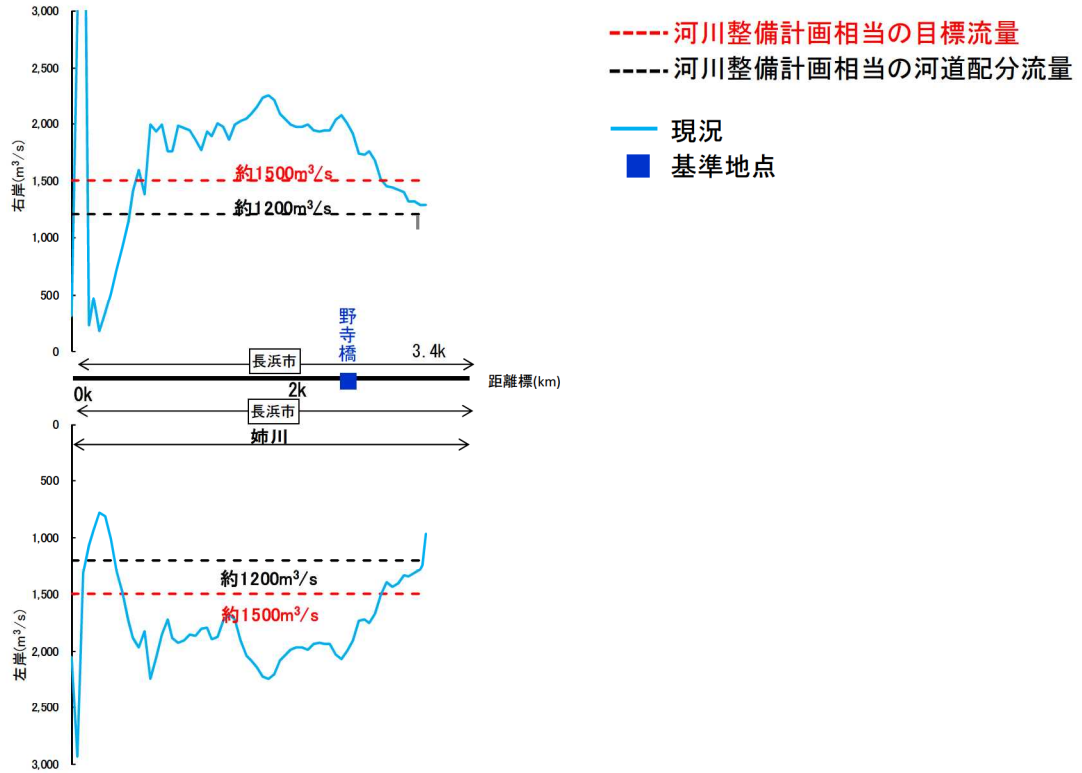 3,000
2,500
2,000
1,500
1,000
500
0
右岸(m³/s)
約1500m³/s
約1200m³/s
河川整備計画相当の目標流量
河川整備計画相当の河道配分流量
現況
基準地点
野寺橋
3.4k
長浜市
0k
2k
距離標(km)
長浜市
姉川
0
500
1,000
1,500
2,000
2,500
3,000
左岸(m³/s)
約1200m³/s
約1500m³/s